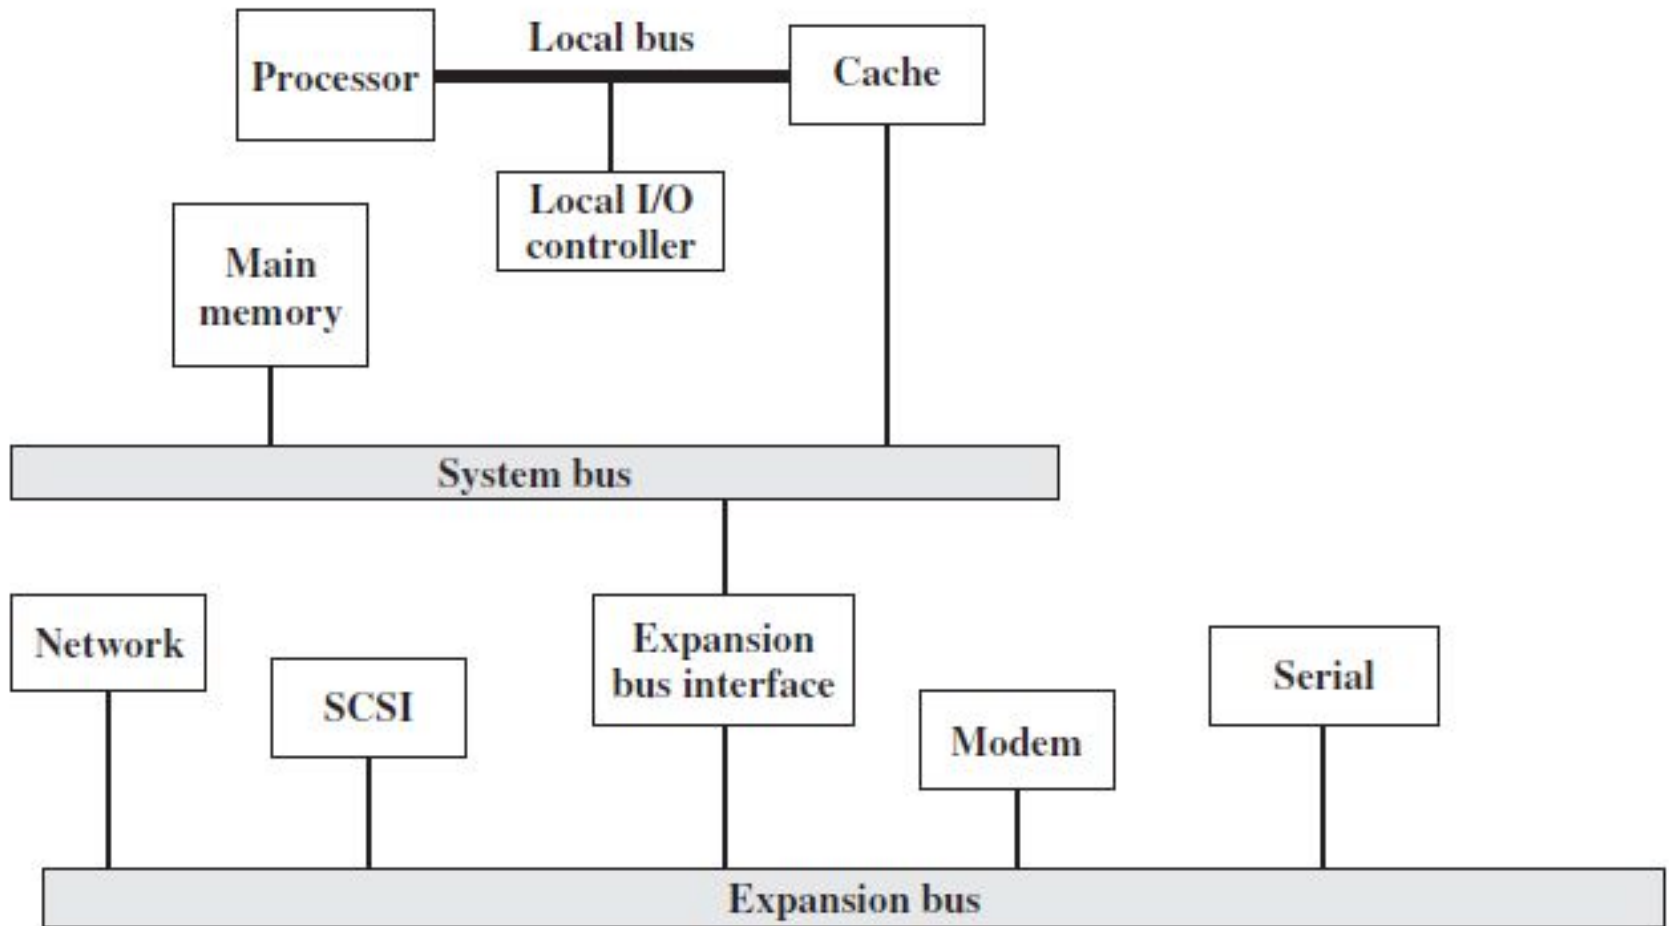 Local bus
Processor
Cache
Local I/O
controller
Main
memory
System bus
Network
SCSI
Expansion
bus interface
Modem
Serial
Expansion bus